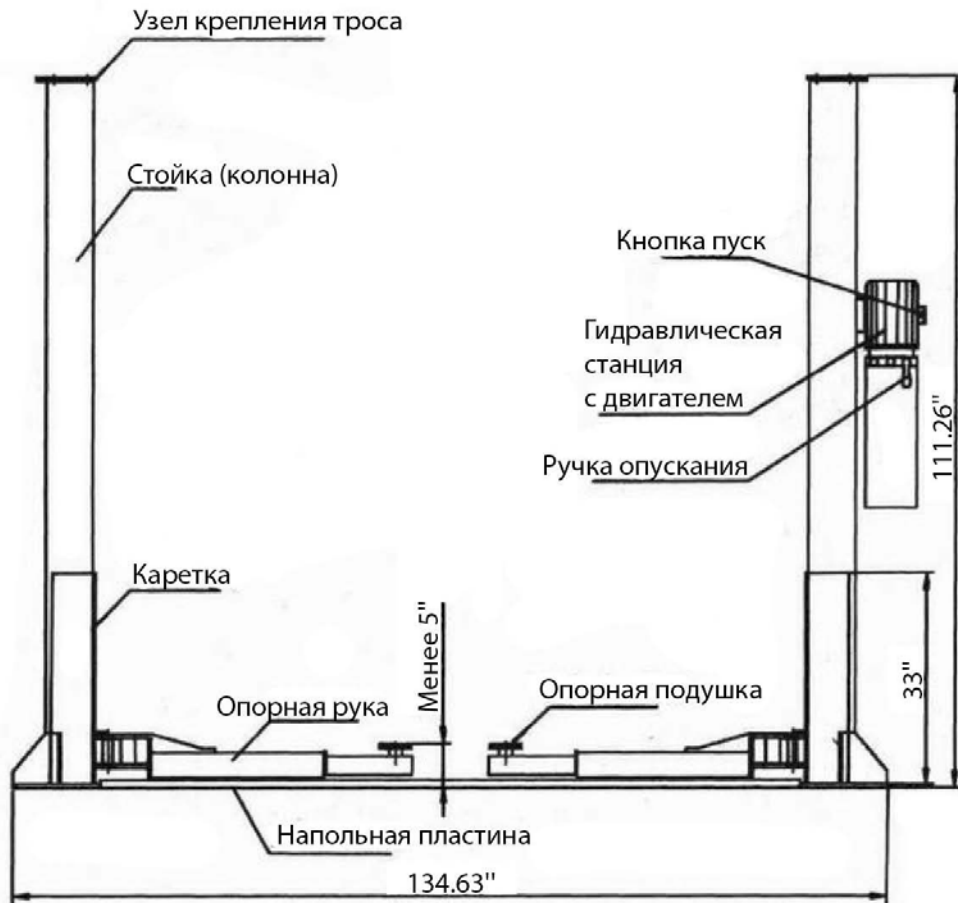 Узел крепления троса
Стойка (колонна)
Кнопка пуск
Гидравлическая
станция
с двигателем
111.26"
Ручка опускания
Каретка
Менее 5"
33"
Опорная рука
Опорная подушка
Напольная пластина
134.63"